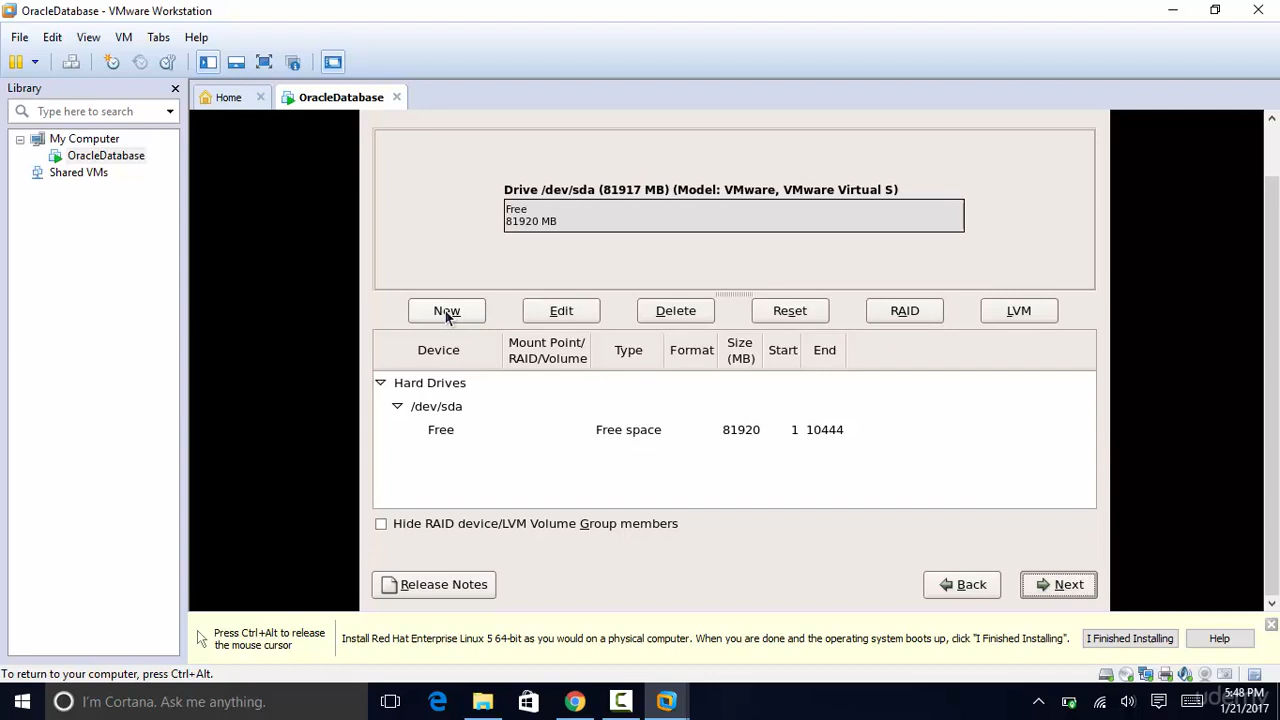 OracleDatabase - VMware Workstation
File Edit View VM Tabs Help
Library
Type here to search
My Computer
OracleDatabase
Shared VMs
Home
OracleDatabase
Drive /dev/sda (81917 MB) (Model: VMware, VMware Virtual S)
Free
81920 MB
New Edit Delete Reset RAID LVM
Device
Mount Point/
RAID/Volume
Type
Format
Size
(MB)
Start
End
Hard Drives
/dev/sda
Free Free space 81920 1 10444
Hide RAID device/LVM Volume Group members
Release Notes
Back
Next
Press Ctrl+Alt to release
the mouse cursor
Install Red Hat Enterprise Linux 5 64-bit as you would on a physical computer. When you are done and the operating system boots up, click "I Finished Installing".
I Finished Installing
Help
To return to your computer, press Ctrl+Alt.
I'm Cortana. Ask me anything.
5:48 PM
1/21/2017
udemy